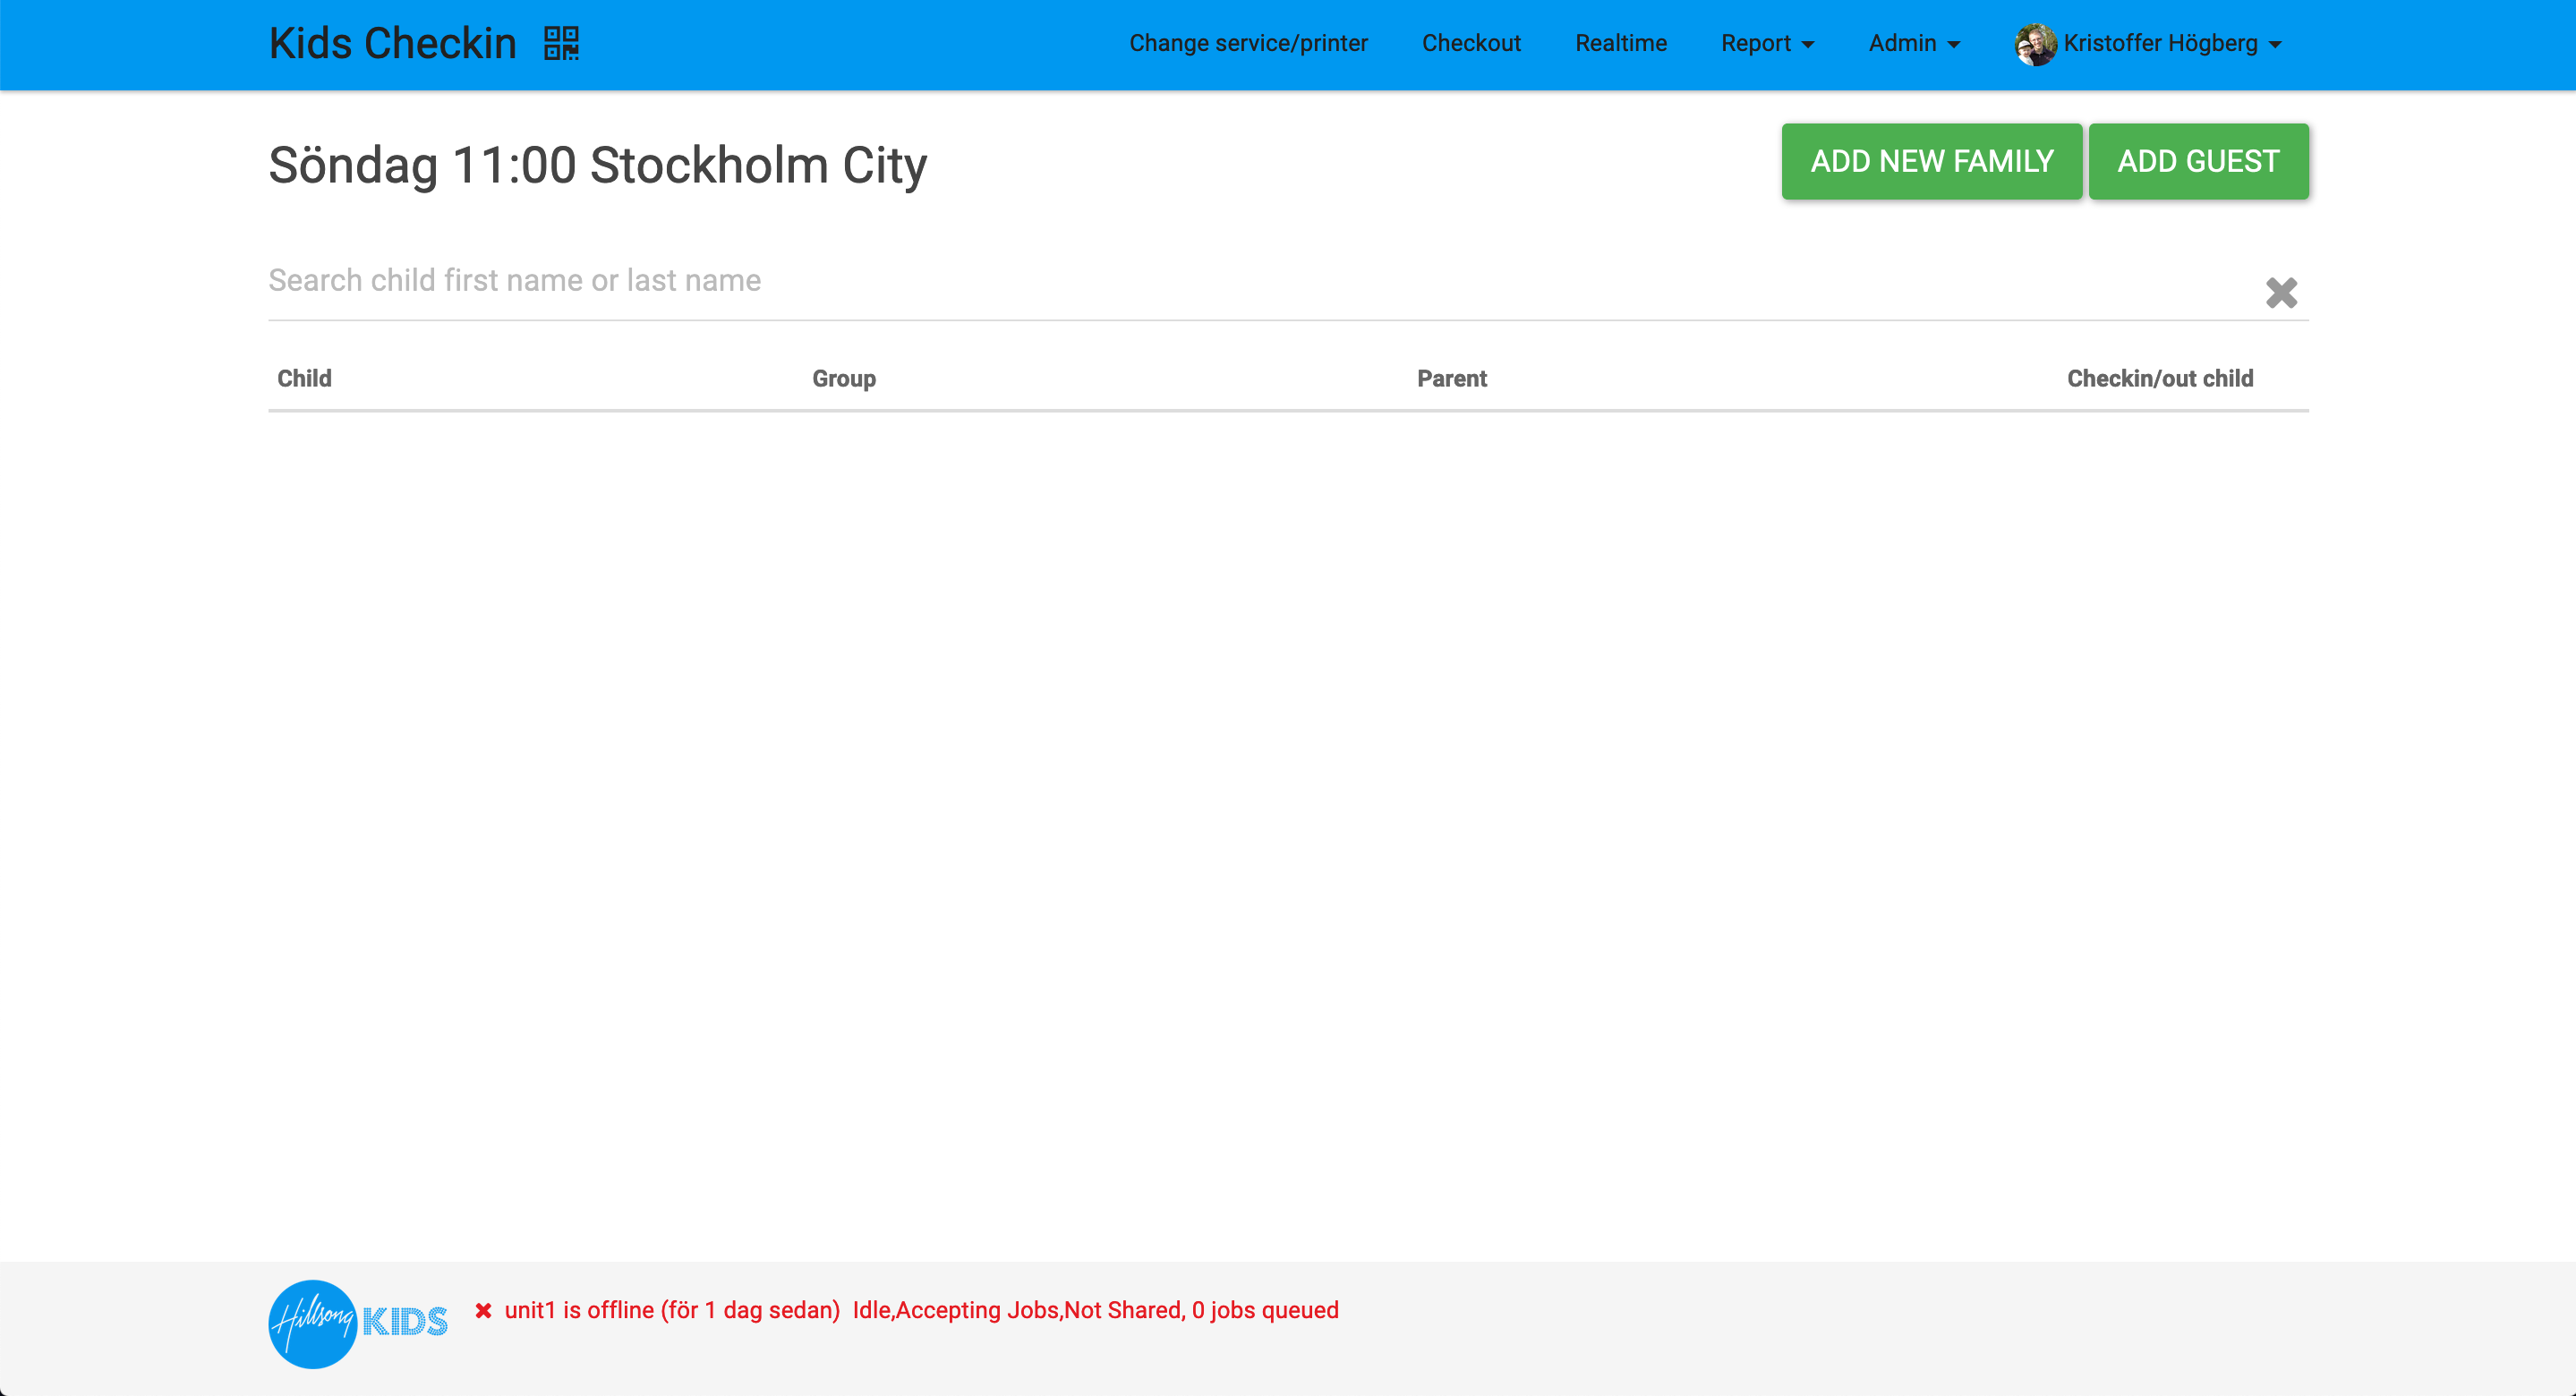 Kids Checkin
Change service/printer Checkout Realtime Report Admin Kristoffer Högberg
Söndag 11:00 Stockholm City
ADD NEW FAMILY ADD GUEST
Search child first name or last name
Child Group Parent Checkin/out child
Hillsong KIDS
unit1 is offline (för 1 dag sedan) Idle,Accepting Jobs,Not Shared, 0 jobs queued